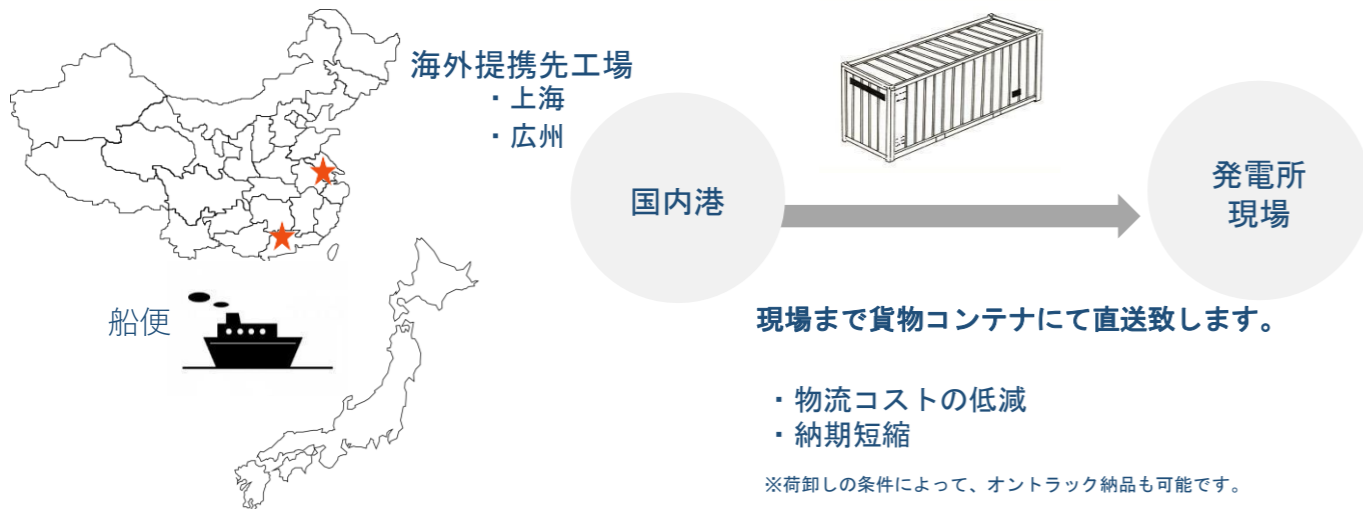 海外提携先工場
・上海
・広州
国内港
発電所
現場
船便
現場まで貨物コンテナにて直送致します。
・物流コストの低減
・納期短縮
※荷卸しの条件によって、オントラック納品も可能です。